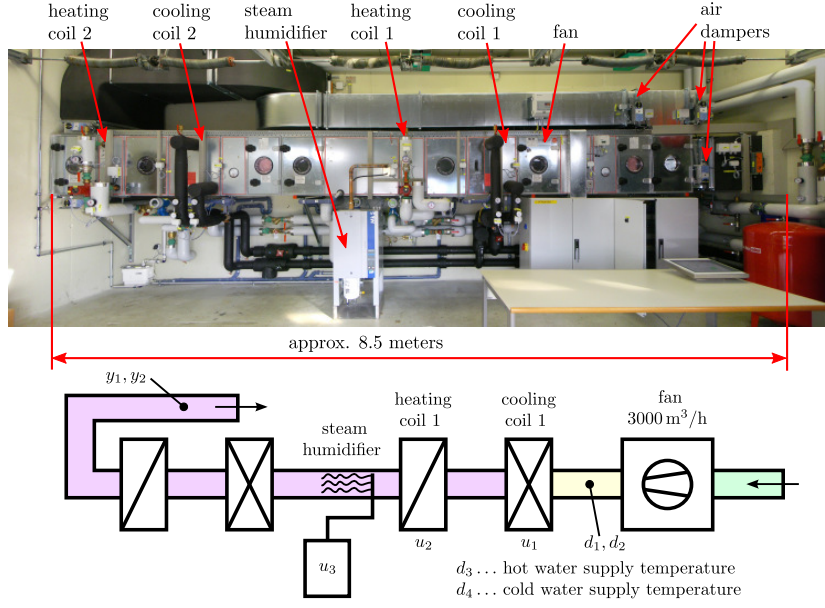 heating
coil 2
cooling
coil 2
steam
humidifier
heating
coil 1
cooling
coil 1
fan
air
dampers
approx. 8.5 meters
y₁, y₂
steam
humidifier
heating
coil 1
cooling
coil 1
fan
3000 m³/h
u₃
u₂
u₁
d₁, d₂
d₃ ... hot water supply temperature
d₄ ... cold water supply temperature